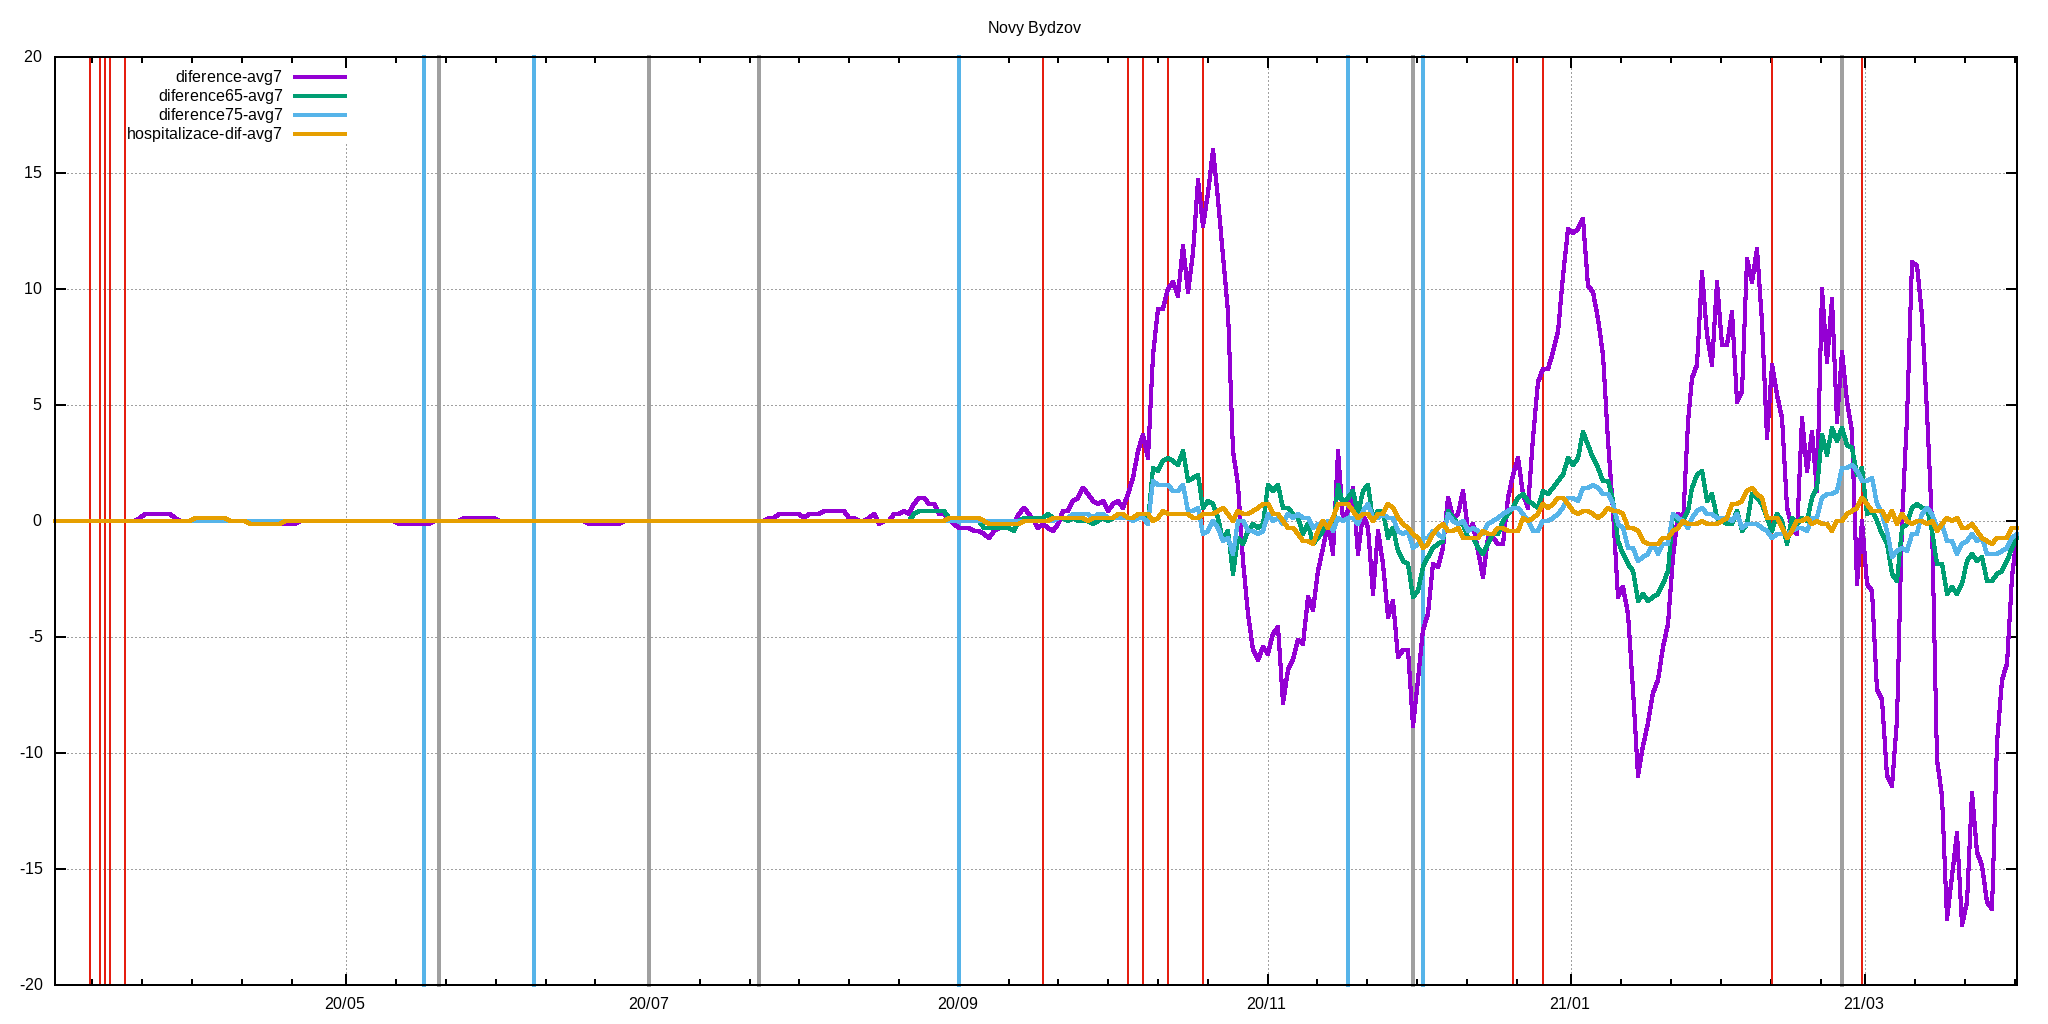 Novy Bydzov
20
15
10
5
0
-5
-10
-15
-20
diference-avg7
diference65-avg7
diference75-avg7
hospitalizace-dif-avg7
20/05 20/07 20/09 20/11 21/01 21/03